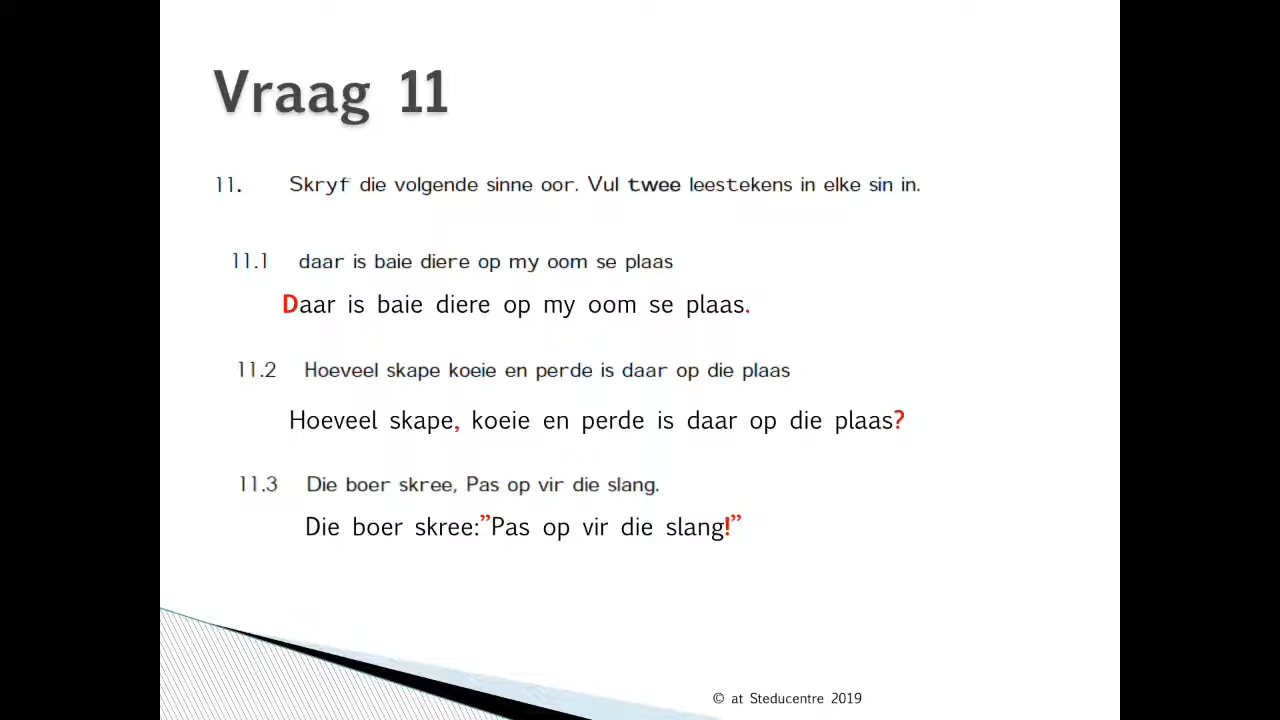 Vraag 11
11. Skryf die volgende sinne oor. Vul twee leestekens in elke sin in.
11.1 daar is baie diere op my oom se plaas
Daar is baie diere op my oom se plaas.
11.2 Hoeveel skape koeie en perde is daar op die plaas
Hoeveel skape, koeie en perde is daar op die plaas?
11.3 Die boer skree, Pas op vir die slang.
Die boer skree:”Pas op vir die slang!”
© at Steducentre 2019